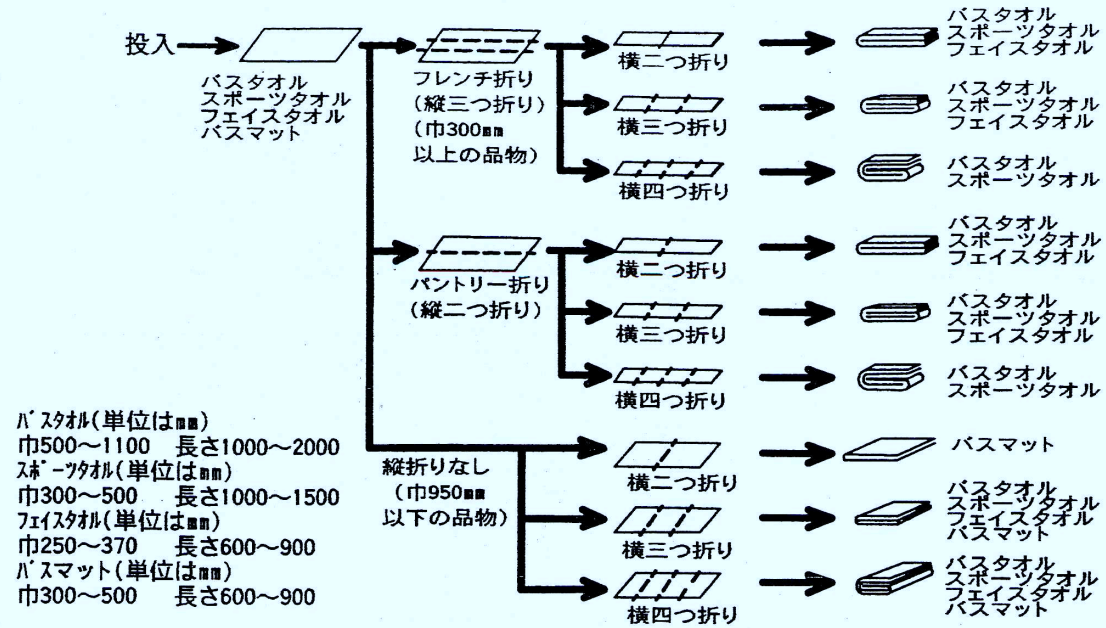 投入
バスタオル
スポーツタオル
フェイスタオル
バスマット
フレンチ折り
(縦三つ折り)
(巾300mm
以上の品物)
横二つ折り
バスタオル
スポーツタオル
フェイスタオル
横三つ折り
バスタオル
スポーツタオル
フェイスタオル
横四つ折り
バスタオル
スポーツタオル
パントリー折り
(縦二つ折り)
横二つ折り
バスタオル
スポーツタオル
フェイスタオル
横三つ折り
バスタオル
スポーツタオル
フェイスタオル
横四つ折り
バスタオル
スポーツタオル
縦折りなし
(巾950mm
以下の品物)
横二つ折り
バスマット
横三つ折り
バスタオル
スポーツタオル
フェイスタオル
バスマット
横四つ折り
バスタオル
スポーツタオル
フェイスタオル
バスマット
バスタオル(単位はmm)
巾500〜1100 長さ1000〜2000
スポーツタオル(単位はmm)
巾300〜500 長さ1000〜1500
フェイスタオル(単位はmm)
巾250〜370 長さ600〜900
バスマット(単位はmm)
巾300〜500 長さ600〜900